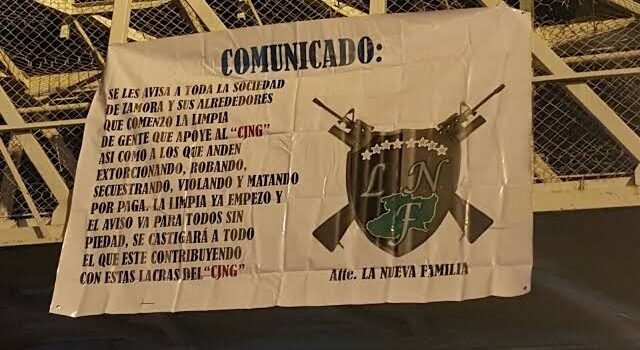 COMUNICADO:
SE LES AVISA A TODA LA SOCIEDAD
DE ZAMORA Y SUS ALREDEDORES
QUE COMENZO LA LIMPIA
DE GENTE QUE APOYE AL "CJNG"
ASI COMO A LOS QUE ANDEN
EXTORCIONANDO, ROBANDO,
SECUESTRANDO, VIOLANDO Y MATANDO
POR PAGA. LA LIMPIA YA EMPEZO Y
EL AVISO VA PARA TODOS SIN
PIEDAD, SE CASTIGARÁ A TODO
EL QUE ESTE CONTRIBUYENDO
CON ESTAS LACRAS DEL "CJNG"
L N
F
Atte. LA NUEVA FAMILIA